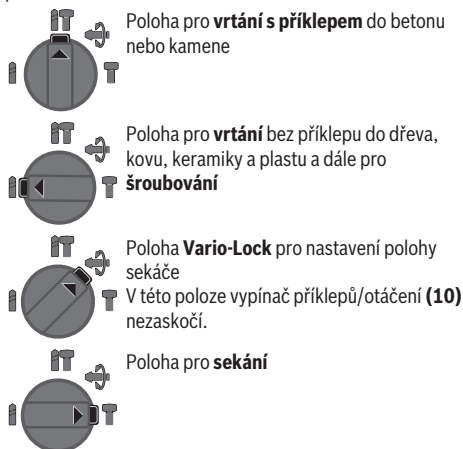 Poloha pro vrtání s příklepem do betonu
nebo kamene
Poloha pro vrtání bez příklepu do dřeva,
kovu, keramiky a plastu a dále pro
šroubování
Poloha Vario-Lock pro nastavení polohy
sekáče
V této poloze vypínač příklepů/otáčení (10)
nezaskočí.
Poloha pro sekání